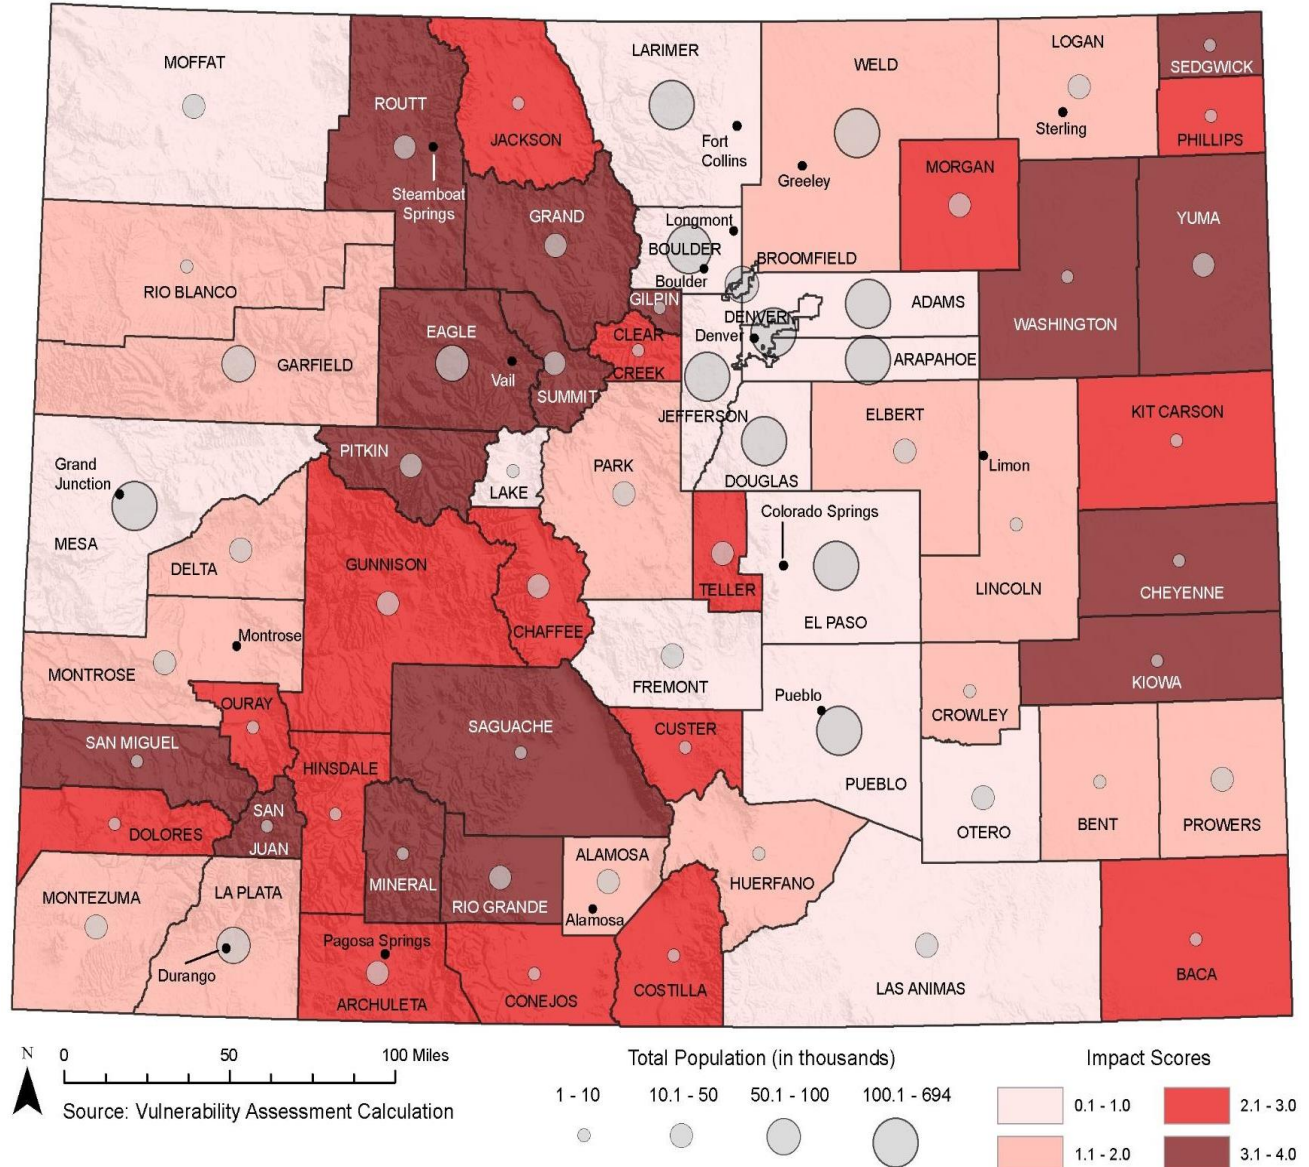 MOFFAT
ROUTT
JACKSON
LARIMER
WELD
LOGAN
SEDGWICK
PHILLIPS
Sterling
Fort
Collins
Greeley
MORGAN
Steamboat
Springs
GRAND
Longmont
BOULDER
Boulder
BROOMFIELD
YUMA
WASHINGTON
RIO BLANCO
GARFIELD
EAGLE
Vail
SUMMIT
GILPIN
CLEAR
CREEK
DENVER
Denver
ADAMS
ARAPAHOE
JEFFERSON
DOUGLAS
ELBERT
Limon
KIT CARSON
PITKIN
LAKE
PARK
Grand
Junction
MESA
DELTA
GUNNISON
CHAFFEE
TELLER
Colorado Springs
EL PASO
LINCOLN
CHEYENNE
Montrose
MONTROSE
FREMONT
KIOWA
OURAY
SAN MIGUEL
SAGUACHE
CUSTER
Pueblo
PUEBLO
CROWLEY
HINSDALE
DOLORES
SAN
JUAN
OTERO
BENT
PROWERS
MINERAL
RIO GRANDE
ALAMOSA
Alamosa
HUERFANO
MONTEZUMA
LA PLATA
Durango
Pagosa Springs
ARCHULETA
CONEJOS
COSTILLA
LAS ANIMAS
BACA
N
0 50 100 Miles
Source: Vulnerability Assessment Calculation
Total Population (in thousands)
1 - 10 10.1 - 50 50.1 - 100 100.1 - 694
Impact Scores
0.1 - 1.0 2.1 - 3.0
1.1 - 2.0 3.1 - 4.0